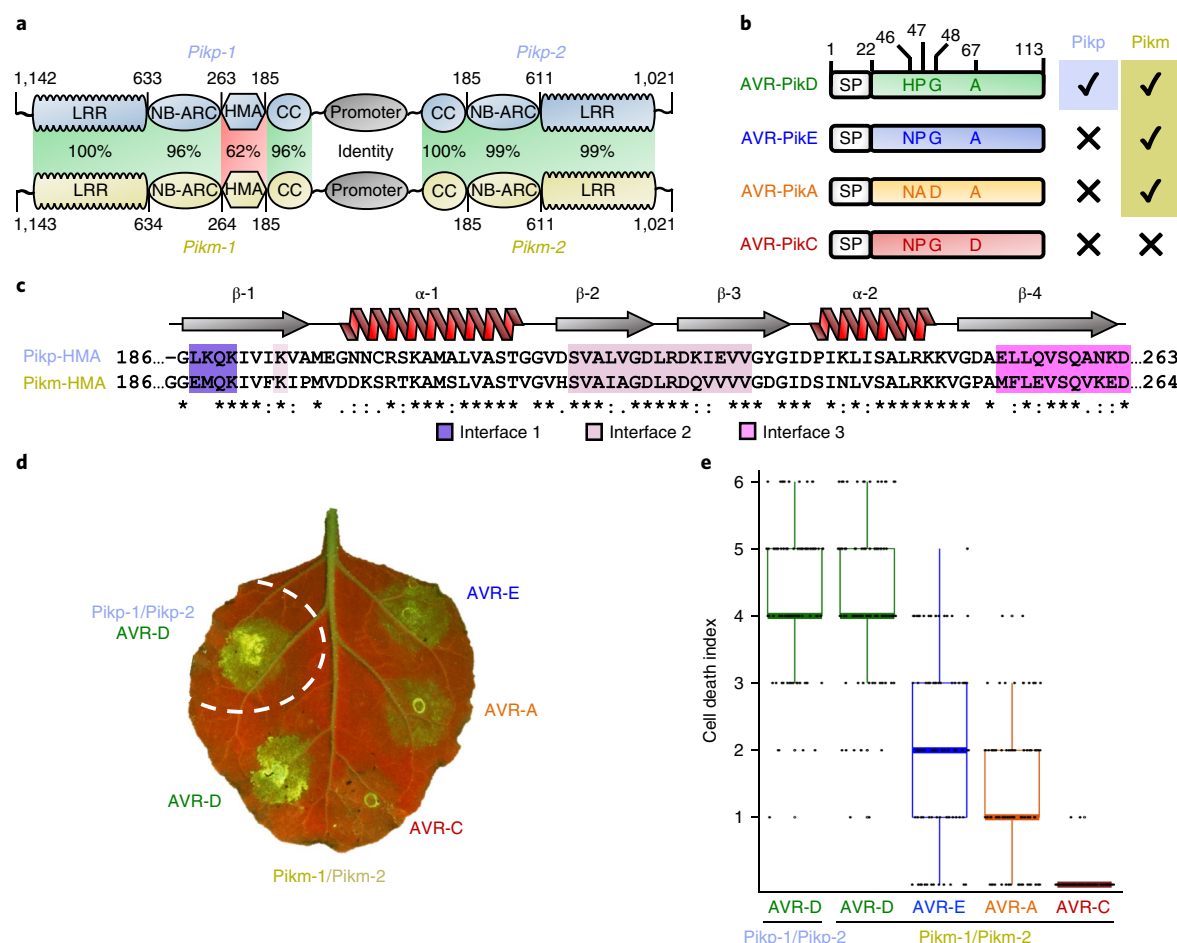 a
Pikp-1 Pikp-2
1,142 633 263 185 185 611 1,021
LRR NB-ARC HMA CC Promoter CC NB-ARC LRR
100% 96% 62% 96% Identity 100% 99% 99%
LRR NB-ARC HMA CC Promoter CC NB-ARC LRR
1,143 634 264 185 185 611 1,021
Pikm-1 Pikm-2
b
47
46 48
1 22 67 113
Pikp Pikm
AVR-PikD SP HP G A ✓ ✓
AVR-PikE SP NP G A ✕ ✓
AVR-PikA SP NA D A ✕ ✓
AVR-PikC SP NP G D ✕ ✕
c
β-1 α-1 β-2 β-3 α-2 β-4
Pikp-HMA 186...-GLKQKIVIKVAMEGNNCRSKAMALVASTGGVDSVALVGDLRDKIEVVGYGIDPIKLISALRKKVGDAELLQVSQANKD...263
Pikm-HMA 186...GGEMQKIVFKIPMVDDKSRTKAMSLVASTVGVHSVAIAGDLRDQVVVVGDGIDSINLVSALRKKVGPAMFLEVSQVKED...264
* ****: * * .:::.:***.***** **. ***:.:*****:: *** *** *:*:********* * :*:****.::*
Interface 1 Interface 2 Interface 3
d
Pikp-1/Pikp-2
AVR-D
AVR-E
AVR-A
AVR-D
AVR-C
Pikm-1/Pikm-2
e
Cell death index
6
5
4
3
2
1
AVR-D AVR-D AVR-E AVR-A AVR-C
Pikp-1/Pikp-2 Pikm-1/Pikm-2